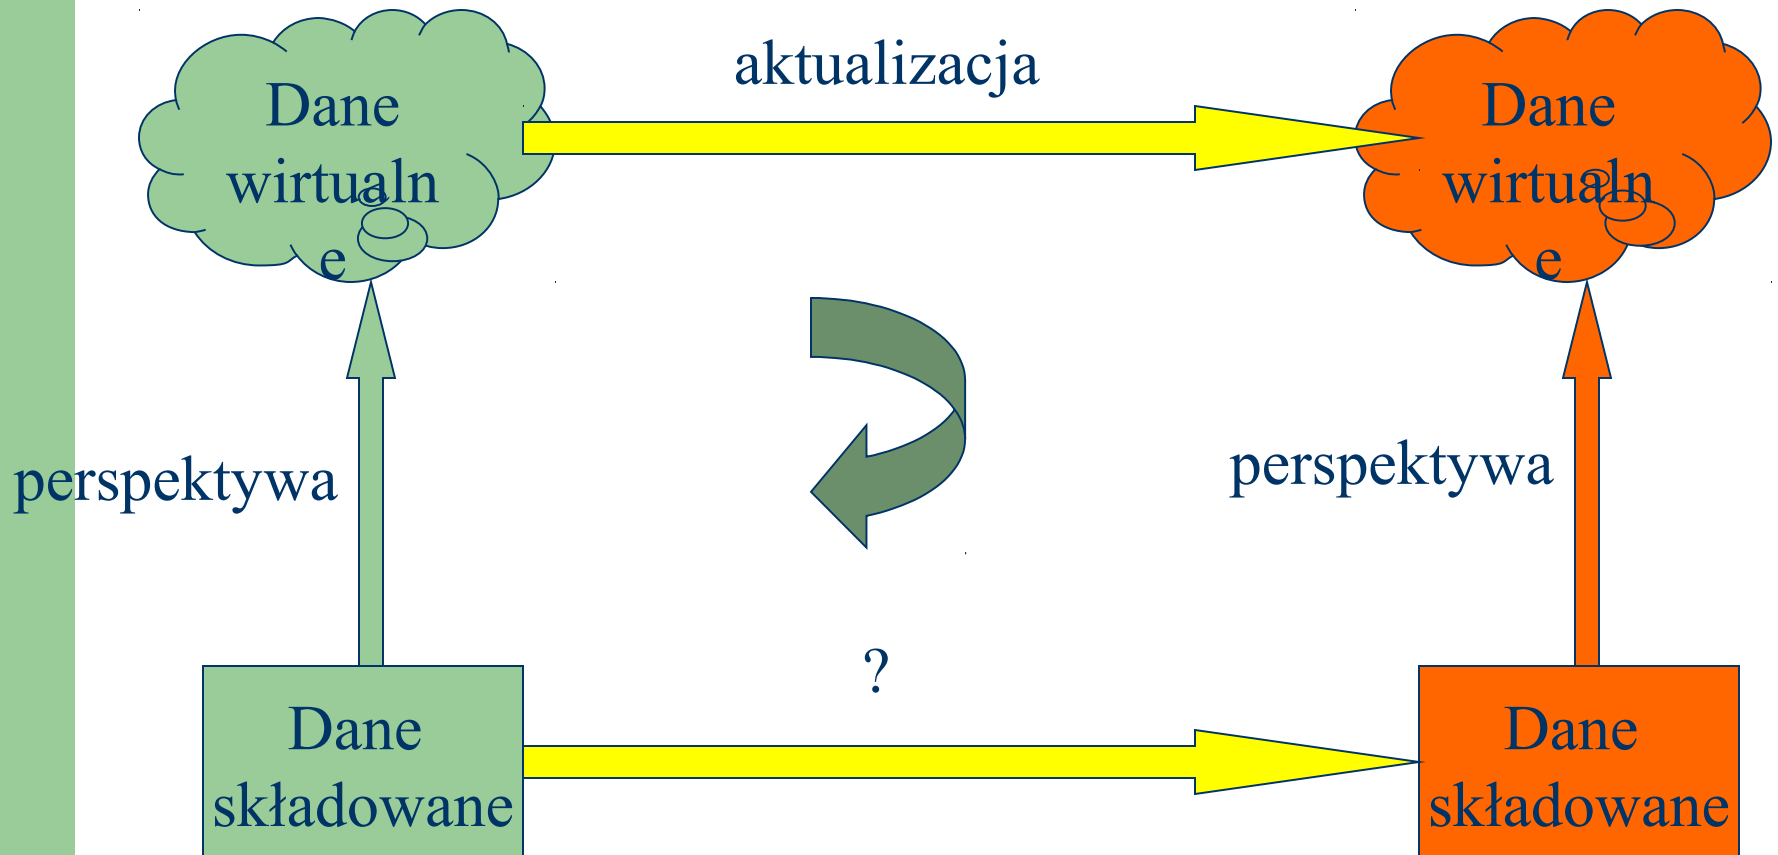 aktualizacja
Dane
wirtualn
e
Dane
wirtualn
e
perspektywa
perspektywa
?
Dane
składowane
Dane
składowane